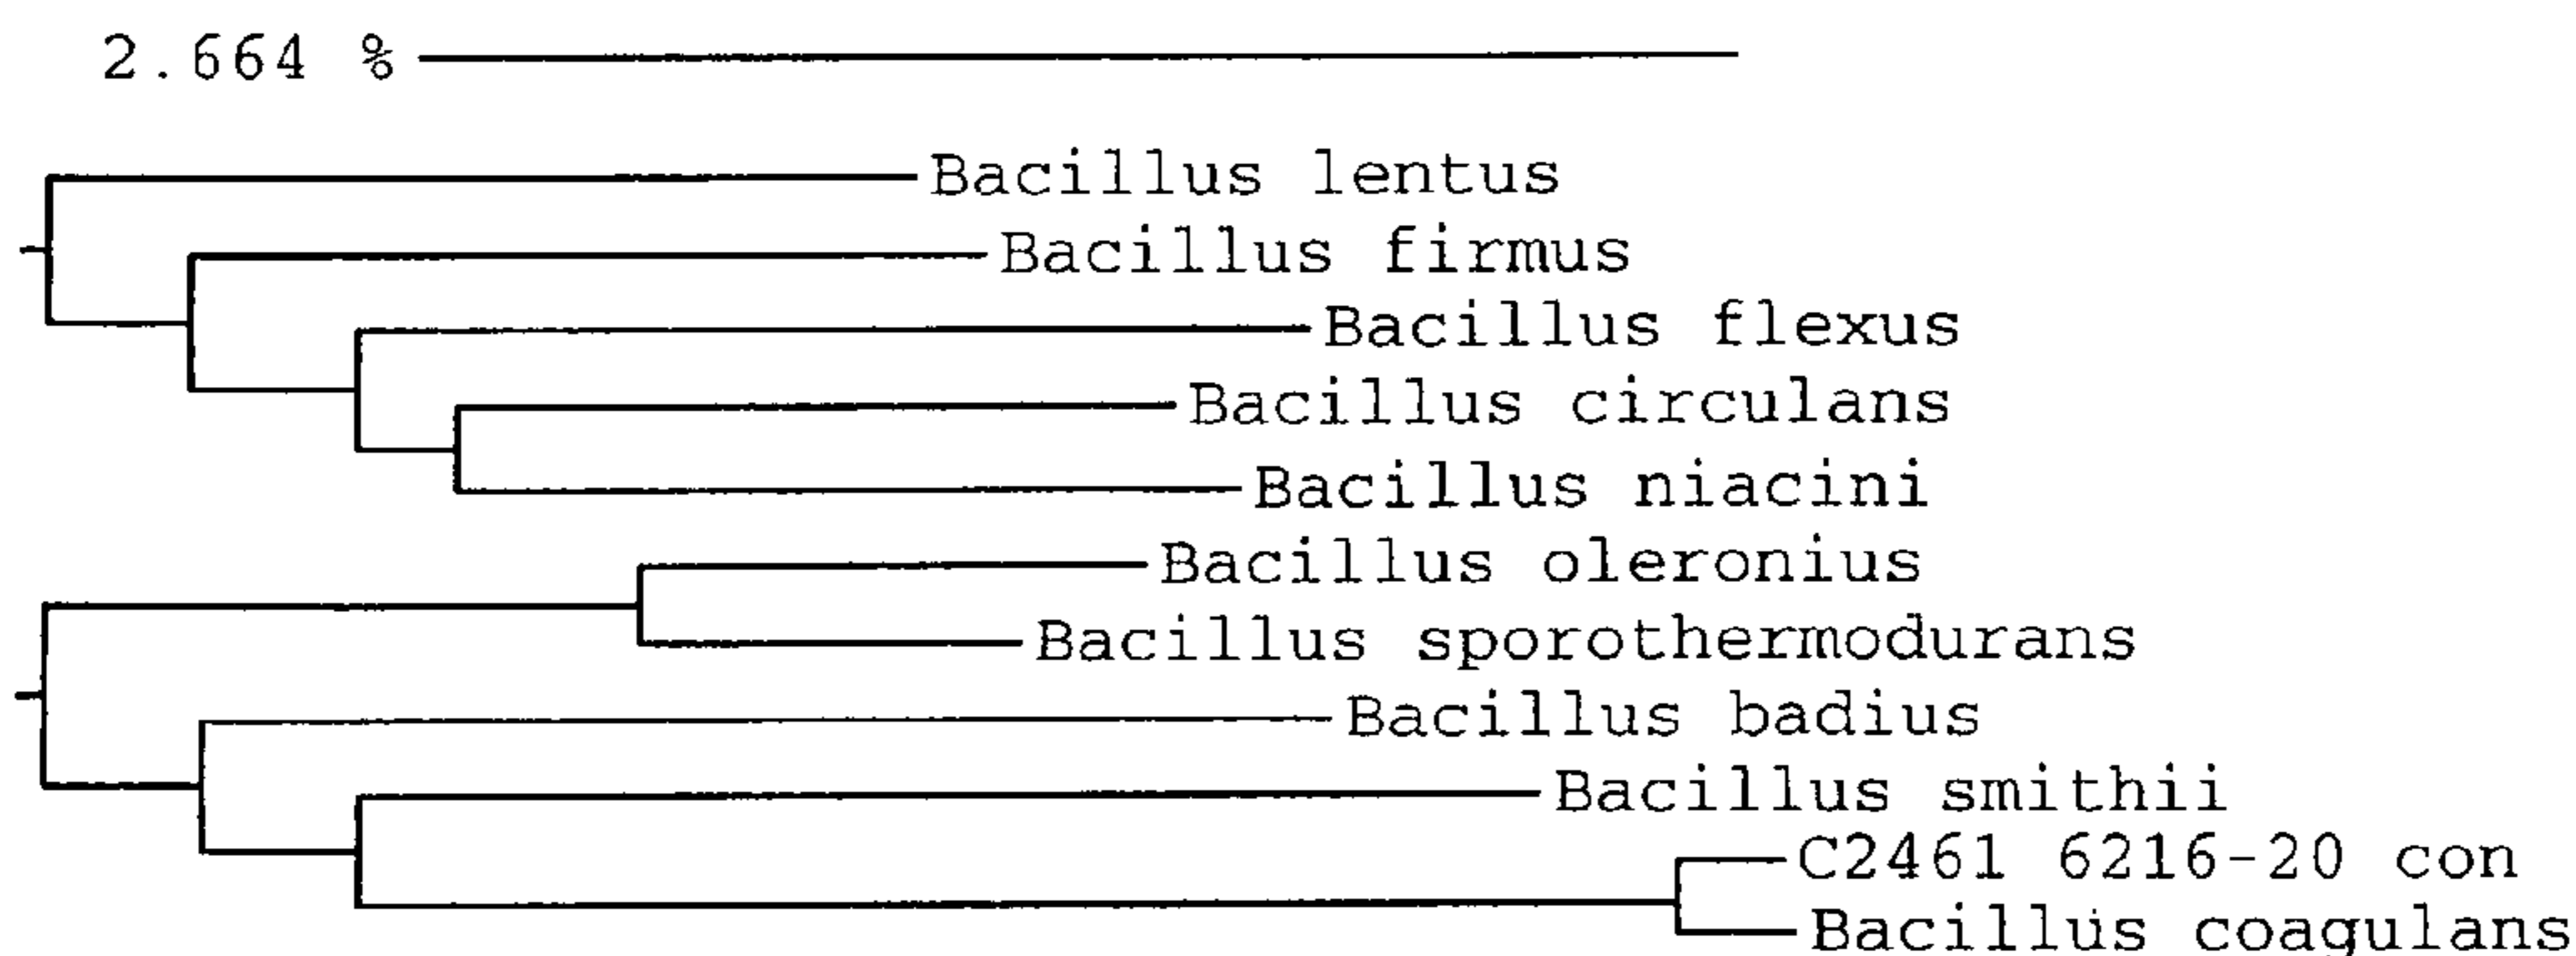 2.664 %
Bacillus lentus
Bacillus firmus
Bacillus flexus
Bacillus circulans
Bacillus niacini
Bacillus oleronius
Bacillus sporothermodurans
Bacillus badius
Bacillus smithii
C2461 6216-20 con
Bacillus coagulans